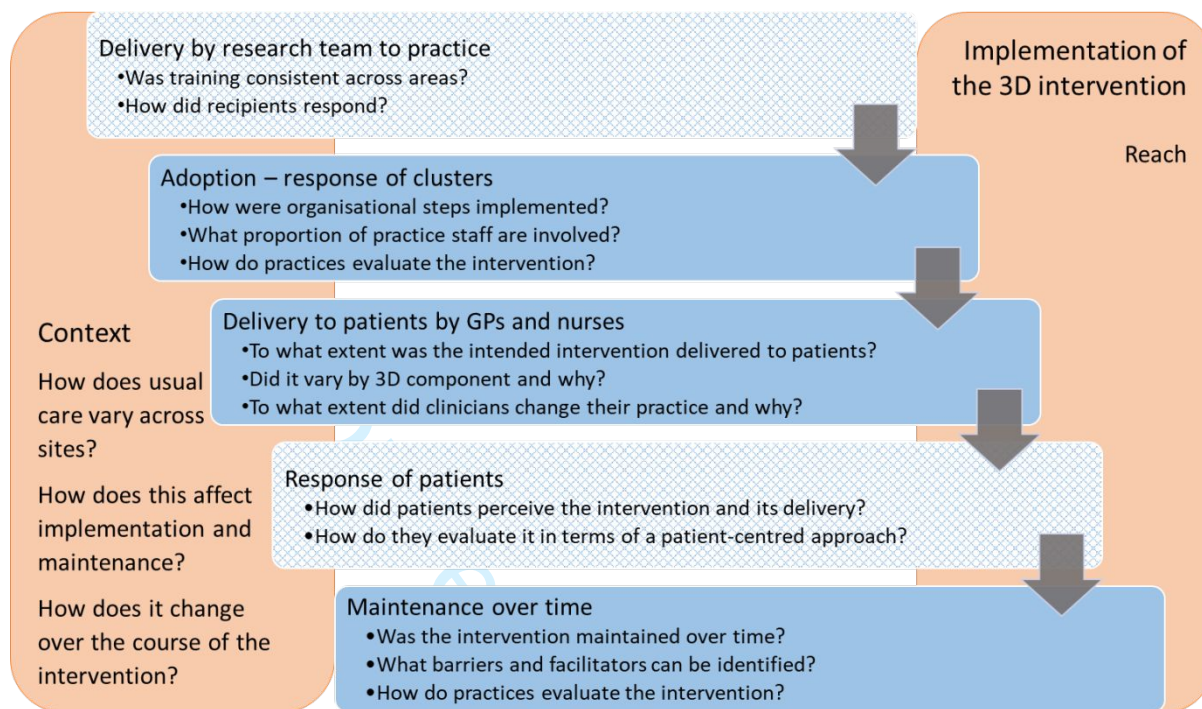 Delivery by research team to practice
•Was training consistent across areas?
•How did recipients respond?
Implementation of
the 3D intervention
Reach
Adoption – response of clusters
•How were organisational steps implemented?
•What proportion of practice staff are involved?
•How do practices evaluate the intervention?
Context
How does usual
care vary across
sites?
How does this affect
implementation and
maintenance?
How does it change
over the course of the
intervention?
Delivery to patients by GPs and nurses
•To what extent was the intended intervention delivered to patients?
•Did it vary by 3D component and why?
•To what extent did clinicians change their practice and why?
Response of patients
•How did patients perceive the intervention and its delivery?
•How do they evaluate it in terms of a patient-centred approach?
Maintenance over time
•Was the intervention maintained over time?
•What barriers and facilitators can be identified?
•How do practices evaluate the intervention?